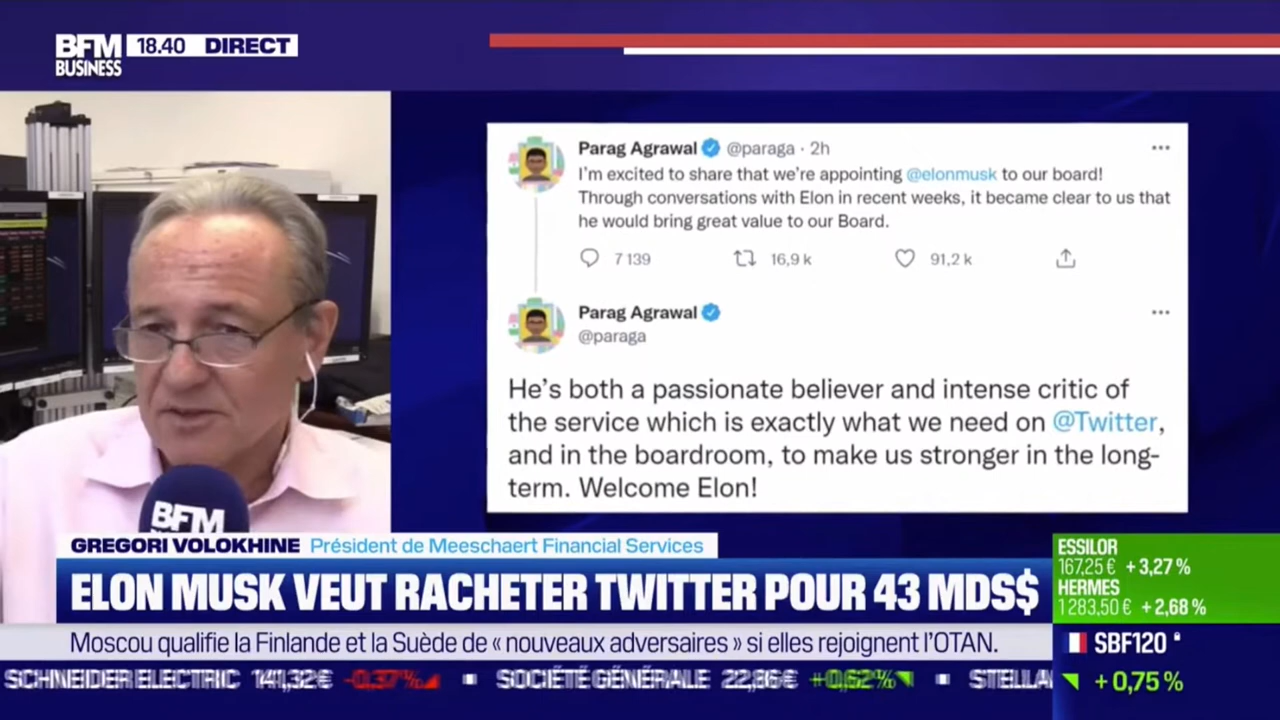 BFM
BUSINESS
18.40 DIRECT
Parag Agrawal @paraga · 2h
I'm excited to share that we're appointing @elonmusk to our board!
Through conversations with Elon in recent weeks, it became clear to us that
he would bring great value to our Board.
7 139 16,9 k 91,2 k
Parag Agrawal
@paraga
He's both a passionate believer and intense critic of
the service which is exactly what we need on @Twitter,
and in the boardroom, to make us stronger in the long-
term. Welcome Elon!
BFM
GREGORI VOLOKHINE Président de Meeschaert Financial Services
ELON MUSK VEUT RACHETER TWITTER POUR 43 MDS$
Moscou qualifie la Finlande et la Suède de « nouveaux adversaires » si elles rejoignent l'OTAN.
ESSILOR
167,25 € +3,27 %
HERMES
1 283,50 € +2,68 %
SBF120
+0,75 %
SCHNEIDER ELECTRIC 141,32€ -0,37% SOCIÉTÉ GÉNÉRALE 22,86€ +0,62%